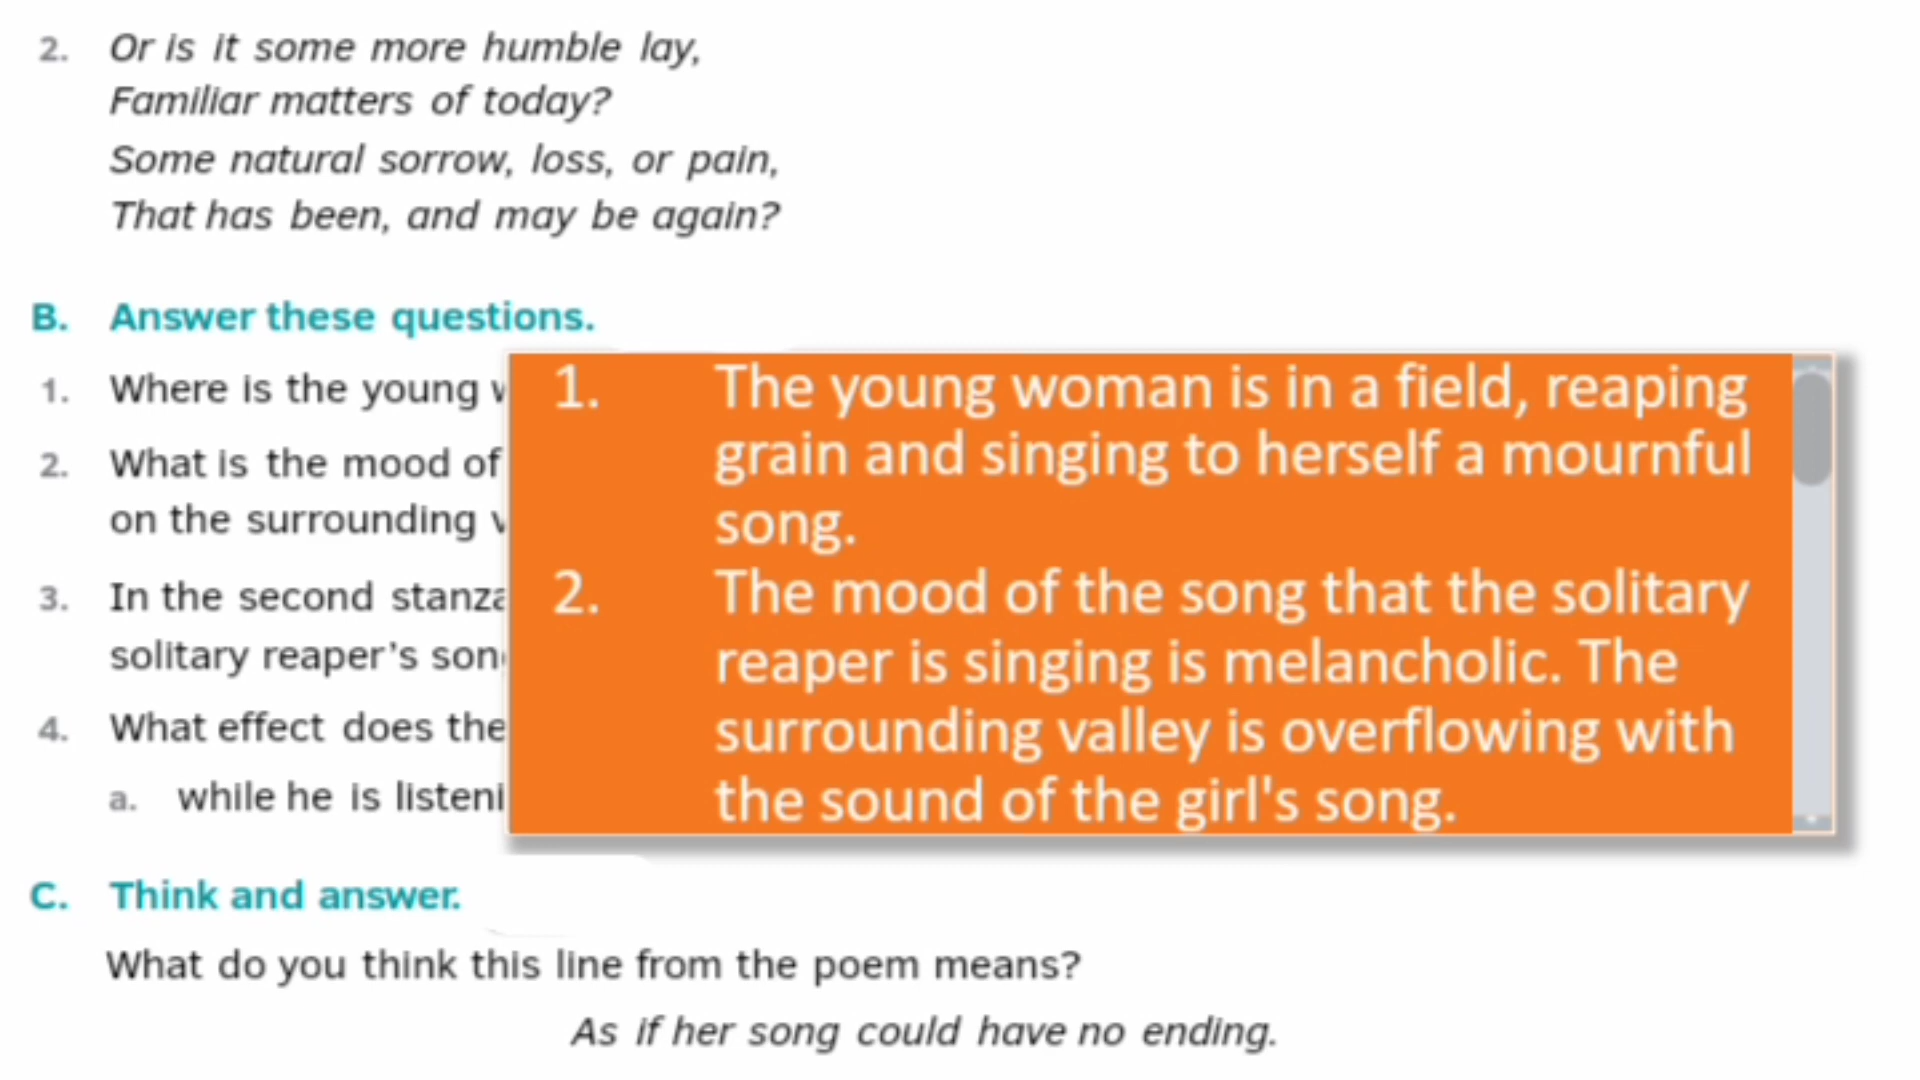 2. Or is it some more humble lay,
Familiar matters of today?
Some natural sorrow, loss, or pain,
That has been, and may be again?
B. Answer these questions.
1. Where is the young
2. What is the mood of
on the surrounding
3. In the second stanza
solitary reaper's
4. What effect does the
a. while he is
1. The young woman is in a field, reaping
grain and singing to herself a mournful
song.
2. The mood of the song that the solitary
reaper is singing is melancholic. The
surrounding valley is overflowing with
the sound of the girl's song.
C. Think and answer.
What do you think this line from the poem means?
As if her song could have no ending.